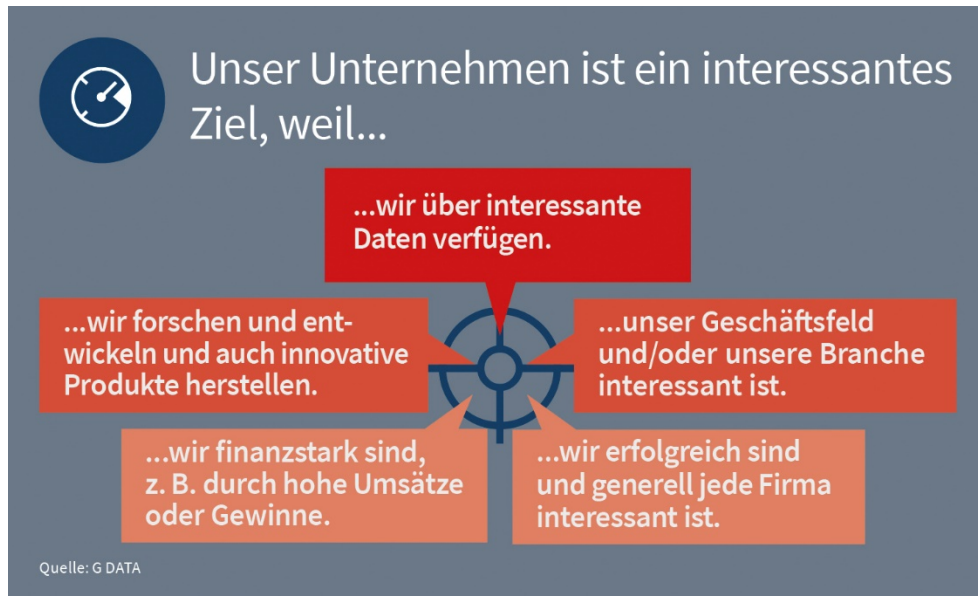 Unser Unternehmen ist ein interessantes
Ziel, weil...
...wir über interessante
Daten verfügen.
...wir forschen und ent-
wickeln und auch innovative
Produkte herstellen.
...unser Geschäftsfeld
und/oder unsere Branche
interessant ist.
...wir finanzstark sind,
z. B. durch hohe Umsätze
oder Gewinne.
...wir erfolgreich sind
und generell jede Firma
interessant ist.
Quelle: G DATA